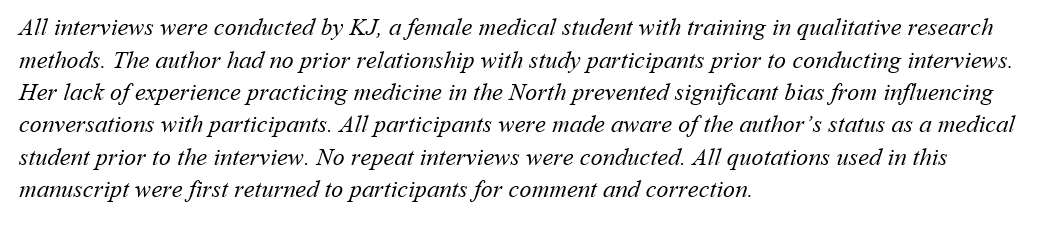 All interviews were conducted by KJ, a female medical student with training in qualitative research
methods. The author had no prior relationship with study participants prior to conducting interviews.
Her lack of experience practicing medicine in the North prevented significant bias from influencing
conversations with participants. All participants were made aware of the author’s status as a medical
student prior to the interview. No repeat interviews were conducted. All quotations used in this
manuscript were first returned to participants for comment and correction.